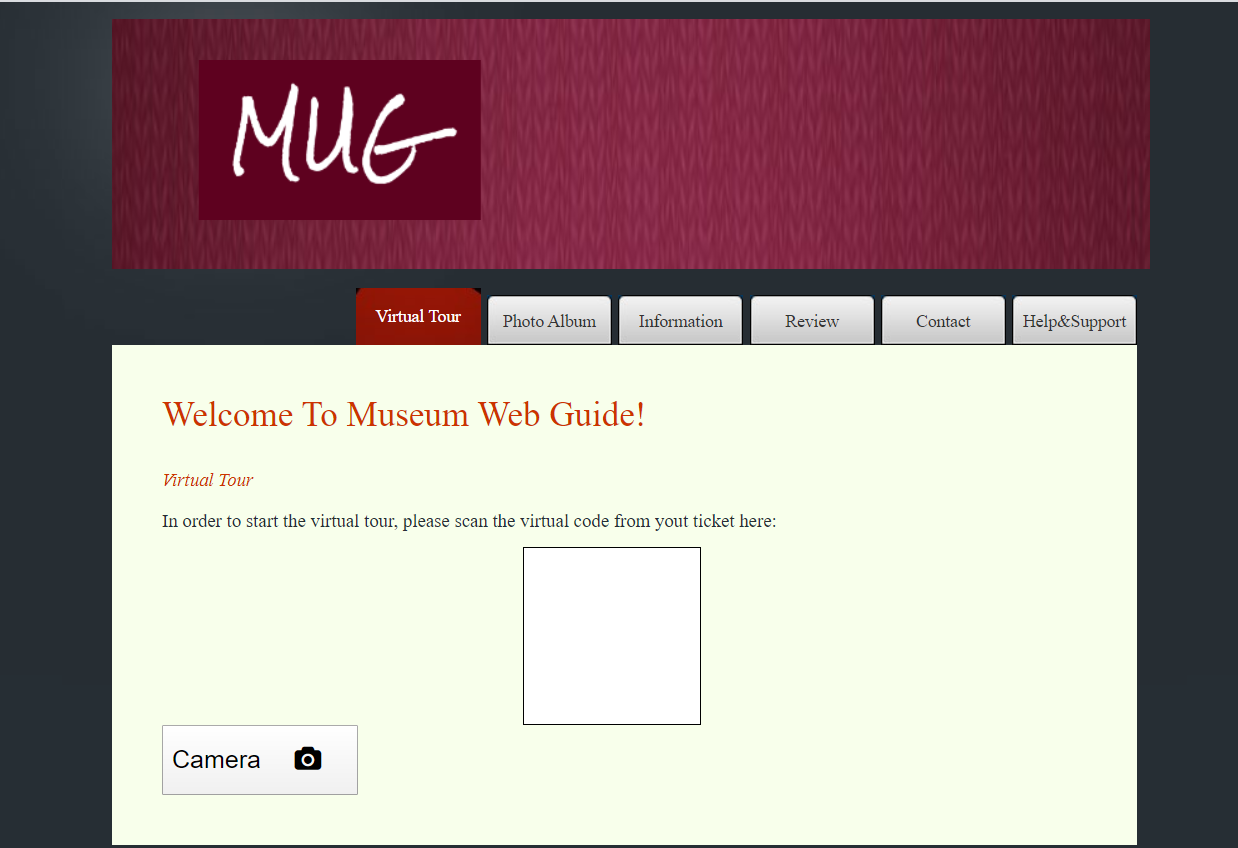 MUG
Virtual Tour
Photo Album
Information
Review
Contact
Help&Support
Welcome To Museum Web Guide!
Virtual Tour
In order to start the virtual tour, please scan the virtual code from yout ticket here:
Camera